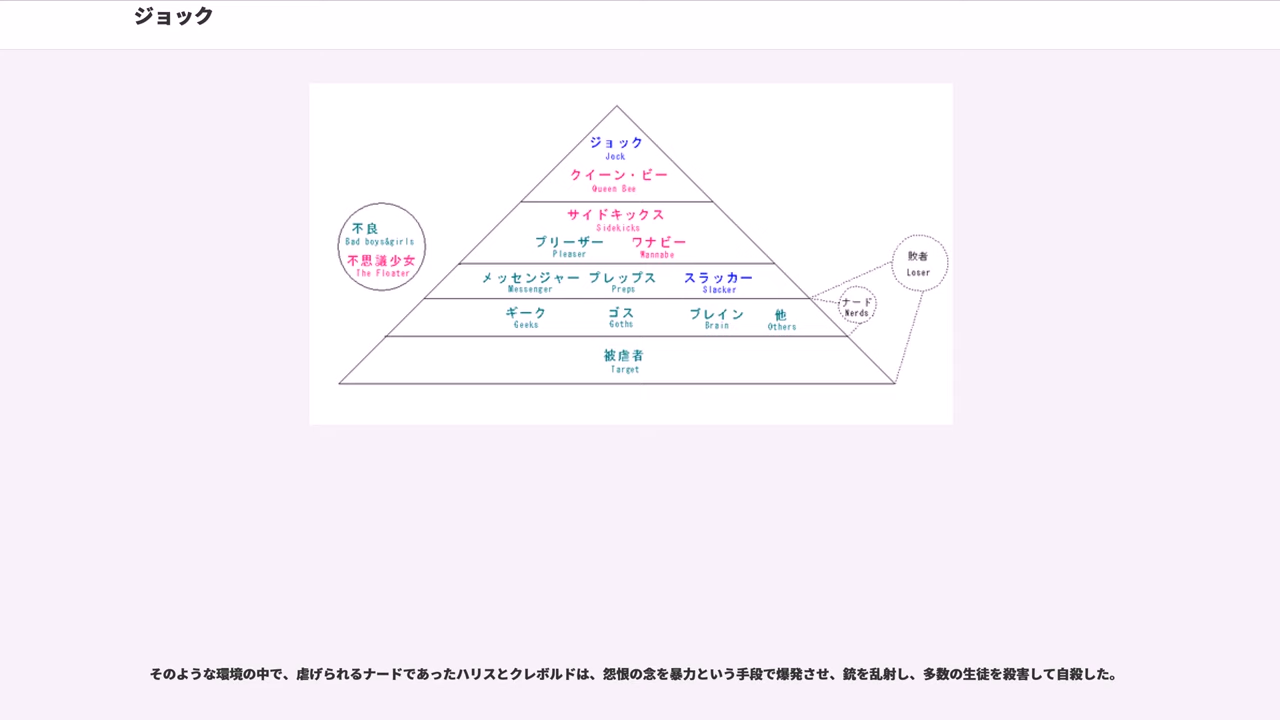 ジョック
ジョック
Jock
クイーン・ビー
Queen Bee
サイドキックス
Sidekicks
プリーザー ワナビー
Pleaser Wannabe
メッセンジャー プレップス スラッカー
Messenger Preps Slacker
ギーク ゴス ブレイン 他
Geeks Goths Brain Others
被虐者
Target
不良
Bad boys&girls
不思議少女
The Floater
敗者
Loser
ナード
Nerds
そのような環境の中で、虐げられるナードであったハリスとクレボルドは、怨恨の念を暴力という手段で爆発させ、銃を乱射し、多数の生徒を殺害して自殺した。